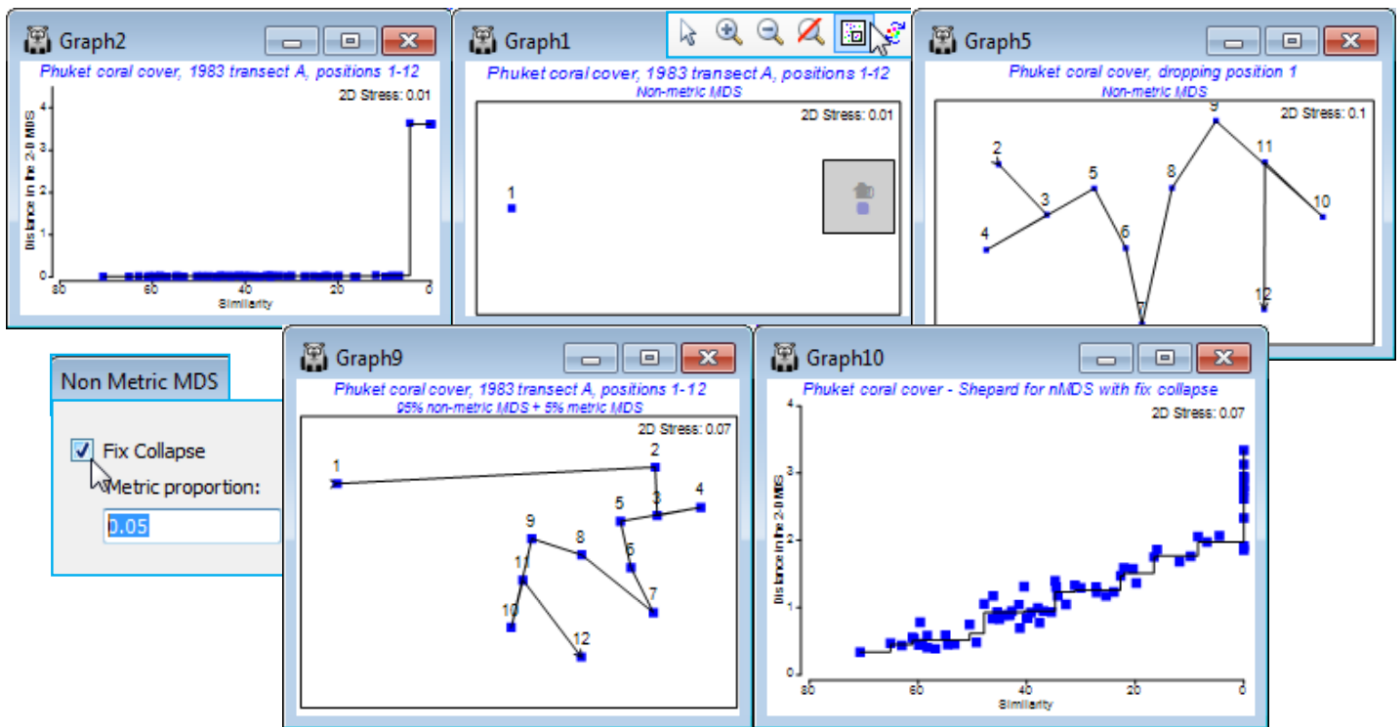 Graph2
Phuket coral cover, 1983 transect A, positions 1-12
2D Stress: 0.01
Distance in the 2-D MDS
4
3
2
1
0
80
60
40
20
0
Similarity
Graph1
Phuket coral cover, 1983 transect A, positions 1-12
Non-metric MDS
2D Stress: 0.01
1
Graph5
Phuket coral cover, dropping position 1
Non-metric MDS
2D Stress: 0.1
9
2
11
5
8
3
10
4
6
7
12
Non Metric MDS
Fix Collapse
Metric proportion:
0.05
Graph9
Phuket coral cover, 1983 transect A, positions 1-12
95% non-metric MDS + 5% metric MDS
2D Stress: 0.07
2
1
4
3
5
9
8
6
11
7
10
12
Graph10
Phuket coral cover - Shepard for nMDS with fix collapse
2D Stress: 0.07
Distance in the 2-D MDS
4
3
2
1
0
80
60
40
20
0
Similarity